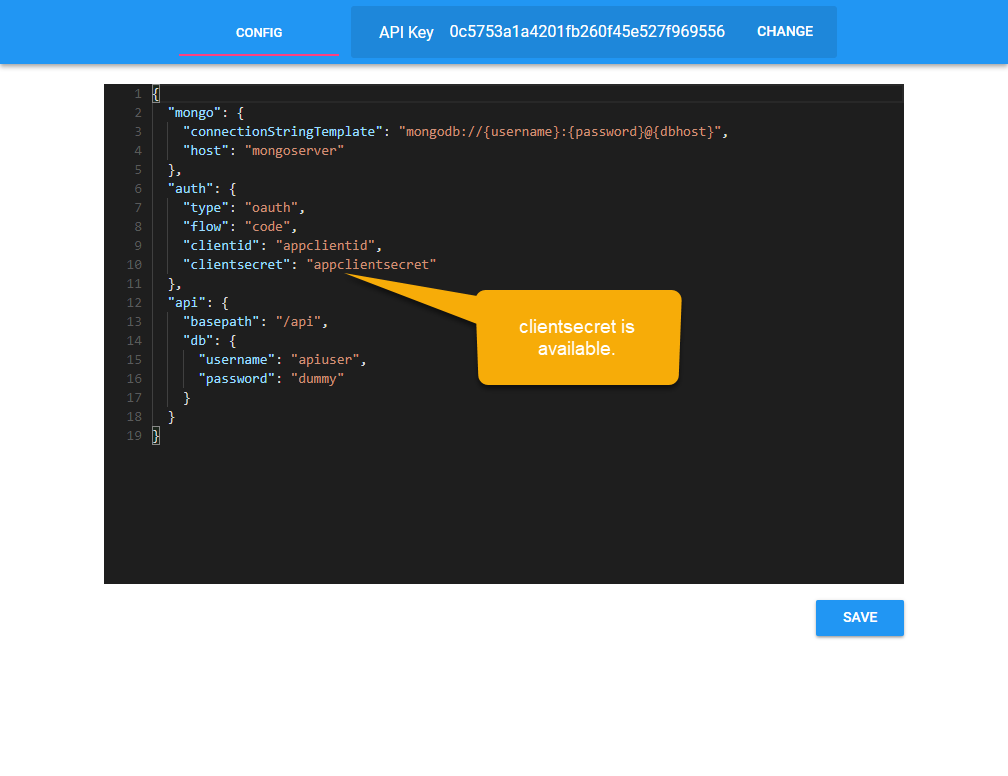 CONFIG API Key 0c5753a1a4201fb260f45e527f969556 CHANGE
1 {
2 "mongo": {
3 "connectionStringTemplate": "mongodb://{username}:{password}@{dbhost}",
4 "host": "mongoserver"
5 },
6 "auth": {
7 "type": "oauth",
8 "flow": "code",
9 "clientid": "appclientid",
10 "clientsecret": "appclientsecret"
11 },
12 "api": {
13 "basepath": "/api",
14 "db": {
15 "username": "apiuser",
16 "password": "dummy"
17 }
18 }
19 }
clientsecret is
available.
SAVE